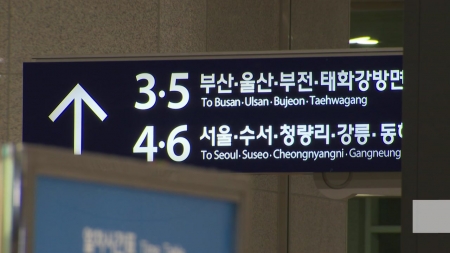 3·5 부산·울산·부전·태화강방면
To Busan·Ulsan·Bujeon·Taehwagang
4·6 서울·수서·청량리·강릉·동해
To Seoul·Suseo·Cheongnyangni·Gangneung